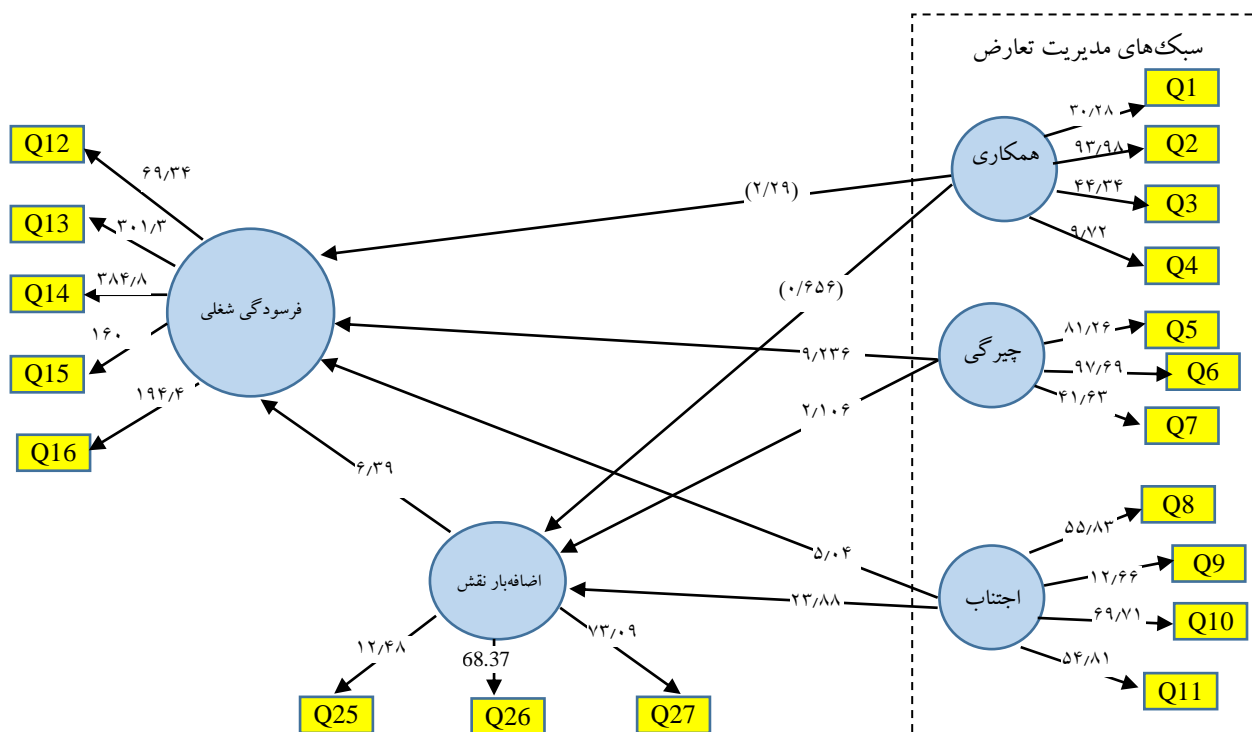 سبک‌های مدیریت تعارض
Q1
۳۰/۲۸
همکاری
Q2
۹۳/۹۸
Q3
۴۴/۳۴
Q4
۹/۷۲
Q12
۶۹/۳۴
Q13
۳۰۱/۳
Q14
۳۸۴/۸
Q15
۱۶۰
Q16
۱۹۴/۴
فرسودگی شغلی
(۲/۲۹)
(۰/۶۵۶)
۹/۲۳۶
۲/۱۰۶
چیرگی
Q5
۸۱/۲۶
Q6
۹۷/۶۹
Q7
۴۱/۶۳
۶/۳۹
۵/۰۴
۲۳/۸۸
اجتناب
Q8
۵۵/۸۳
Q9
۱۲/۶۶
Q10
۶۹/۷۱
Q11
۵۴/۸۱
اضافه‌بار نقش
۱۲/۴۸
68.37
۷۳/۰۹
Q25
Q26
Q27